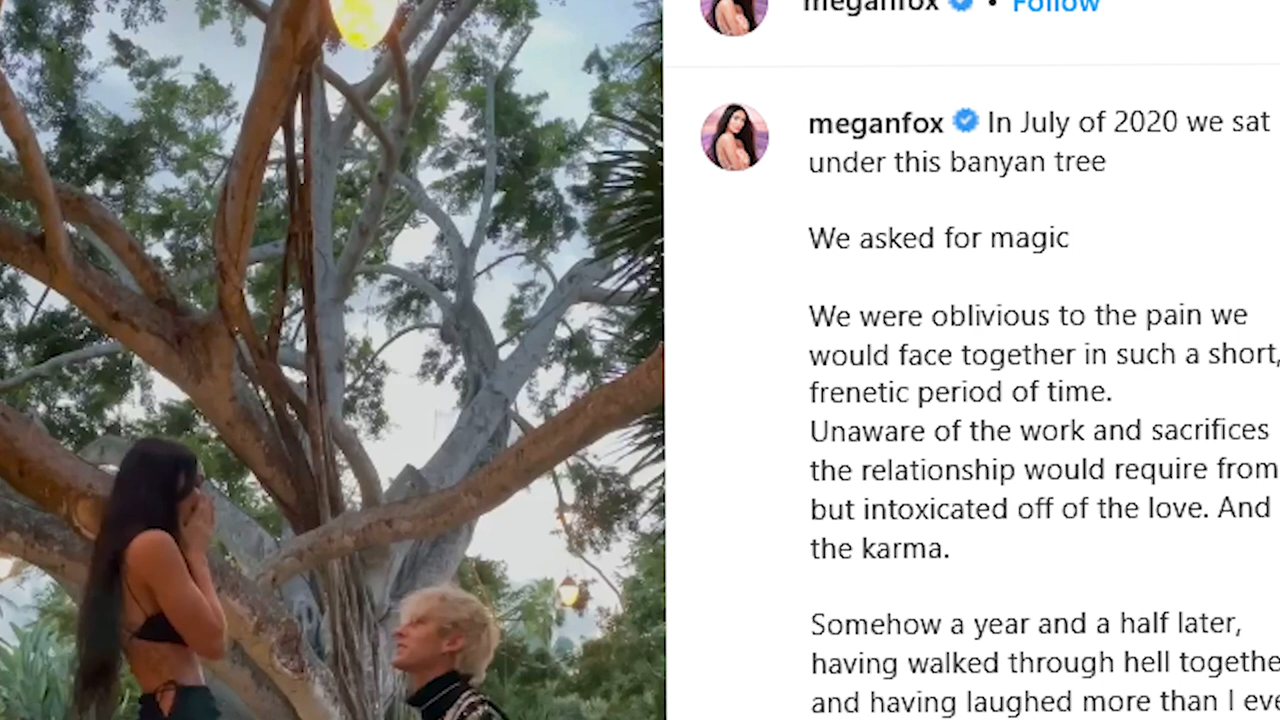 meganfox • Follow
meganfox In July of 2020 we sat
under this banyan tree
We asked for magic
We were oblivious to the pain we
would face together in such a short,
frenetic period of time.
Unaware of the work and sacrifices
the relationship would require from
but intoxicated off of the love. And
the karma.
Somehow a year and a half later,
having walked through hell togethe
and having laughed more than I eve